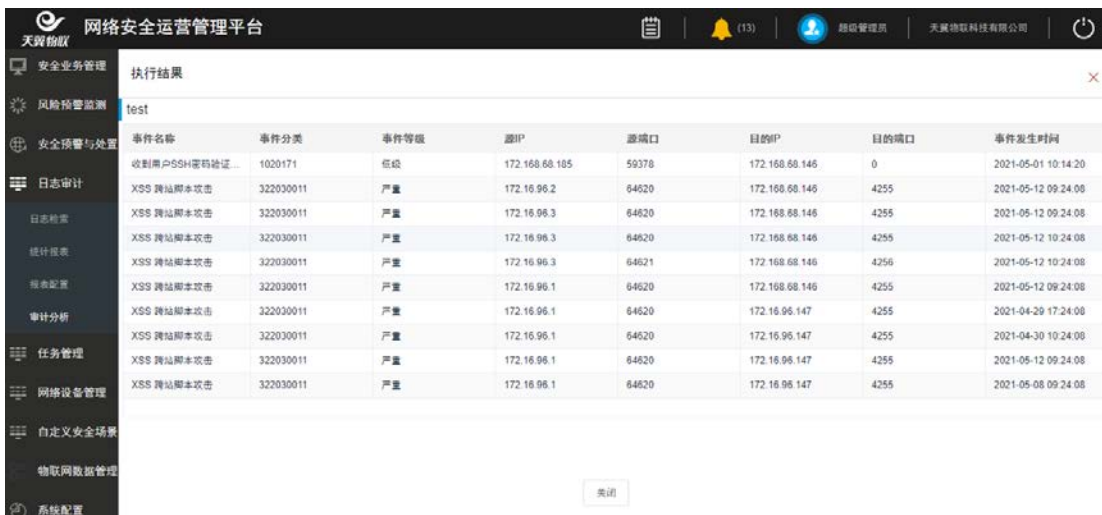 天翼物联 网络安全运营管理平台 (13) 超级管理员 天翼物联科技有限公司
安全业务管理
风险预警监测
安全预警与处置
日志审计
日志检索
统计报表
报表配置
审计分析
任务管理
网络设备管理
自定义安全场景
物联网数据管理
系统配置
执行结果
test
事件名称 事件分类 事件等级 源IP 源端口 目的IP 目的端口 事件发生时间
收到用户SSH密码验证... 1020171 低级 172.168.68.185 59378 172.168.68.146 0 2021-05-01 10:14:20
XSS 跨站脚本攻击 322030011 严重 172.16.96.2 64620 172.168.68.146 4255 2021-05-12 09:24:08
XSS 跨站脚本攻击 322030011 严重 172.16.96.3 64620 172.168.68.146 4255 2021-05-12 09:24:08
XSS 跨站脚本攻击 322030011 严重 172.16.96.3 64620 172.168.68.146 4255 2021-05-12 10:24:08
XSS 跨站脚本攻击 322030011 严重 172.16.96.3 64621 172.168.68.146 4256 2021-05-12 10:24:08
XSS 跨站脚本攻击 322030011 严重 172.16.96.1 64620 172.168.68.146 4255 2021-05-12 09:24:08
XSS 跨站脚本攻击 322030011 严重 172.16.96.1 64620 172.16.96.147 4255 2021-04-29 17:24:08
XSS 跨站脚本攻击 322030011 严重 172.16.96.1 64620 172.16.96.147 4255 2021-04-30 10:24:08
XSS 跨站脚本攻击 322030011 严重 172.16.96.1 64620 172.16.96.147 4255 2021-05-12 09:24:08
XSS 跨站脚本攻击 322030011 严重 172.16.96.1 64620 172.16.96.147 4255 2021-05-08 09:24:08
关闭